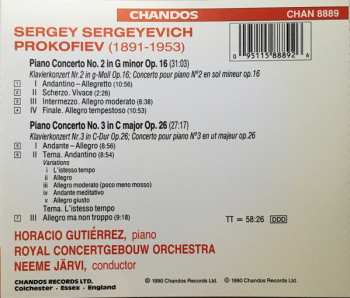 CHANDOS
CHAN 8889
SERGEY SERGEYEVICH
PROKOFIEV (1891-1953)
0 95115 88892 6
Piano Concerto No. 2 in G minor Op. 16 (31:03)
Klavierkonzert Nr.2 in g-Moll Op.16; Concerto pour piano Nº2 en sol mineur op.16
1 I Andantino – Allegretto (10:56)
2 II Scherzo. Vivace (2:26)
3 III Intermezzo. Allegro moderato (6:38)
4 IV Finale. Allegro tempestoso (10:44)
Piano Concerto No. 3 in C major Op. 26 (27:17)
Klavierkonzert Nr.3 in C-Dur Op.26; Concerto pour piano Nº3 en ut majeur op.26
5 I Andante – Allegro (8:56)
6 II Tema. Andantino (8:54)
Variations
i L'istesso tempo
ii Allegro
iii Allegro moderato (poco meno mosso)
iv Andante meditativo
v Allegro giusto
Tema. L'istesso tempo
7 III Allegro ma non troppo (9:18)
TT = 58:26 DDD
HORACIO GUTIÉRREZ, piano
ROYAL CONCERTGEBOUW ORCHESTRA
NEEME JÄRVI, conductor
CHANDOS RECORDS LTD.
Colchester - Essex - England
℗ 1990 Chandos Records Ltd. © 1990 Chandos Records Ltd.